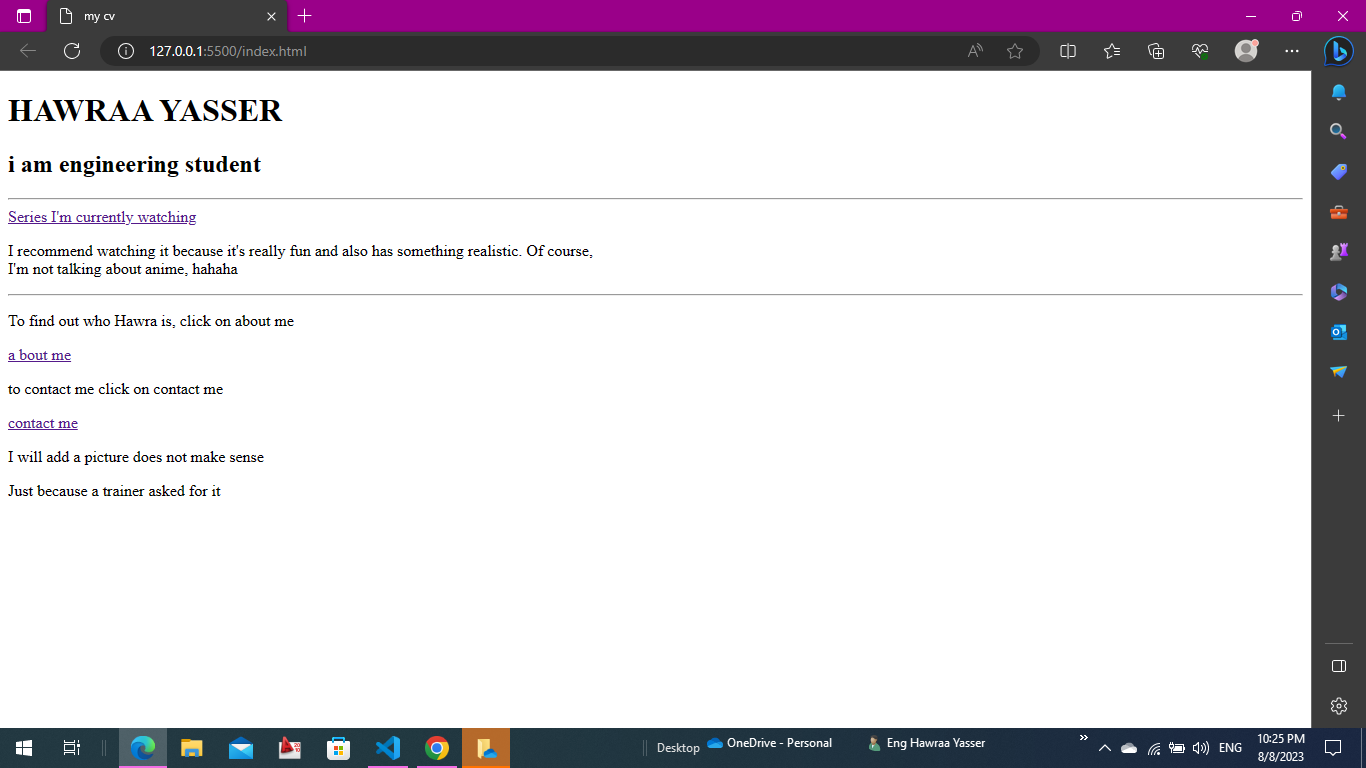 my cv
127.0.0.1:5500/index.html
HAWRAA YASSER
i am engineering student
Series I'm currently watching
I recommend watching it because it's really fun and also has something realistic. Of course,
I'm not talking about anime, hahaha
To find out who Hawra is, click on about me
a bout me
to contact me click on contact me
contact me
I will add a picture does not make sense
Just because a trainer asked for it
Desktop
OneDrive - Personal
Eng Hawraa Yasser
ENG
10:25 PM
8/8/2023